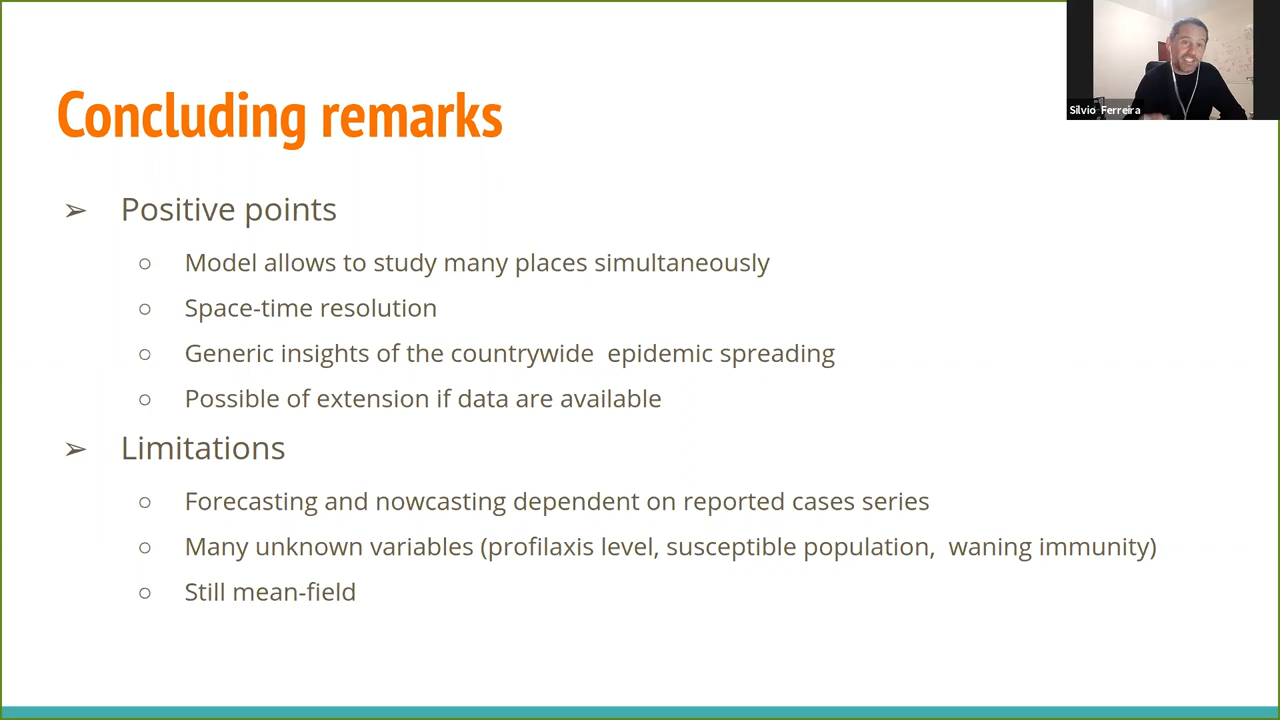 Concluding remarks
Silvio Ferreira
➢ Positive points
○ Model allows to study many places simultaneously
○ Space-time resolution
○ Generic insights of the countrywide epidemic spreading
○ Possible of extension if data are available
➢ Limitations
○ Forecasting and nowcasting dependent on reported cases series
○ Many unknown variables (profilaxis level, susceptible population, waning immunity)
○ Still mean-field